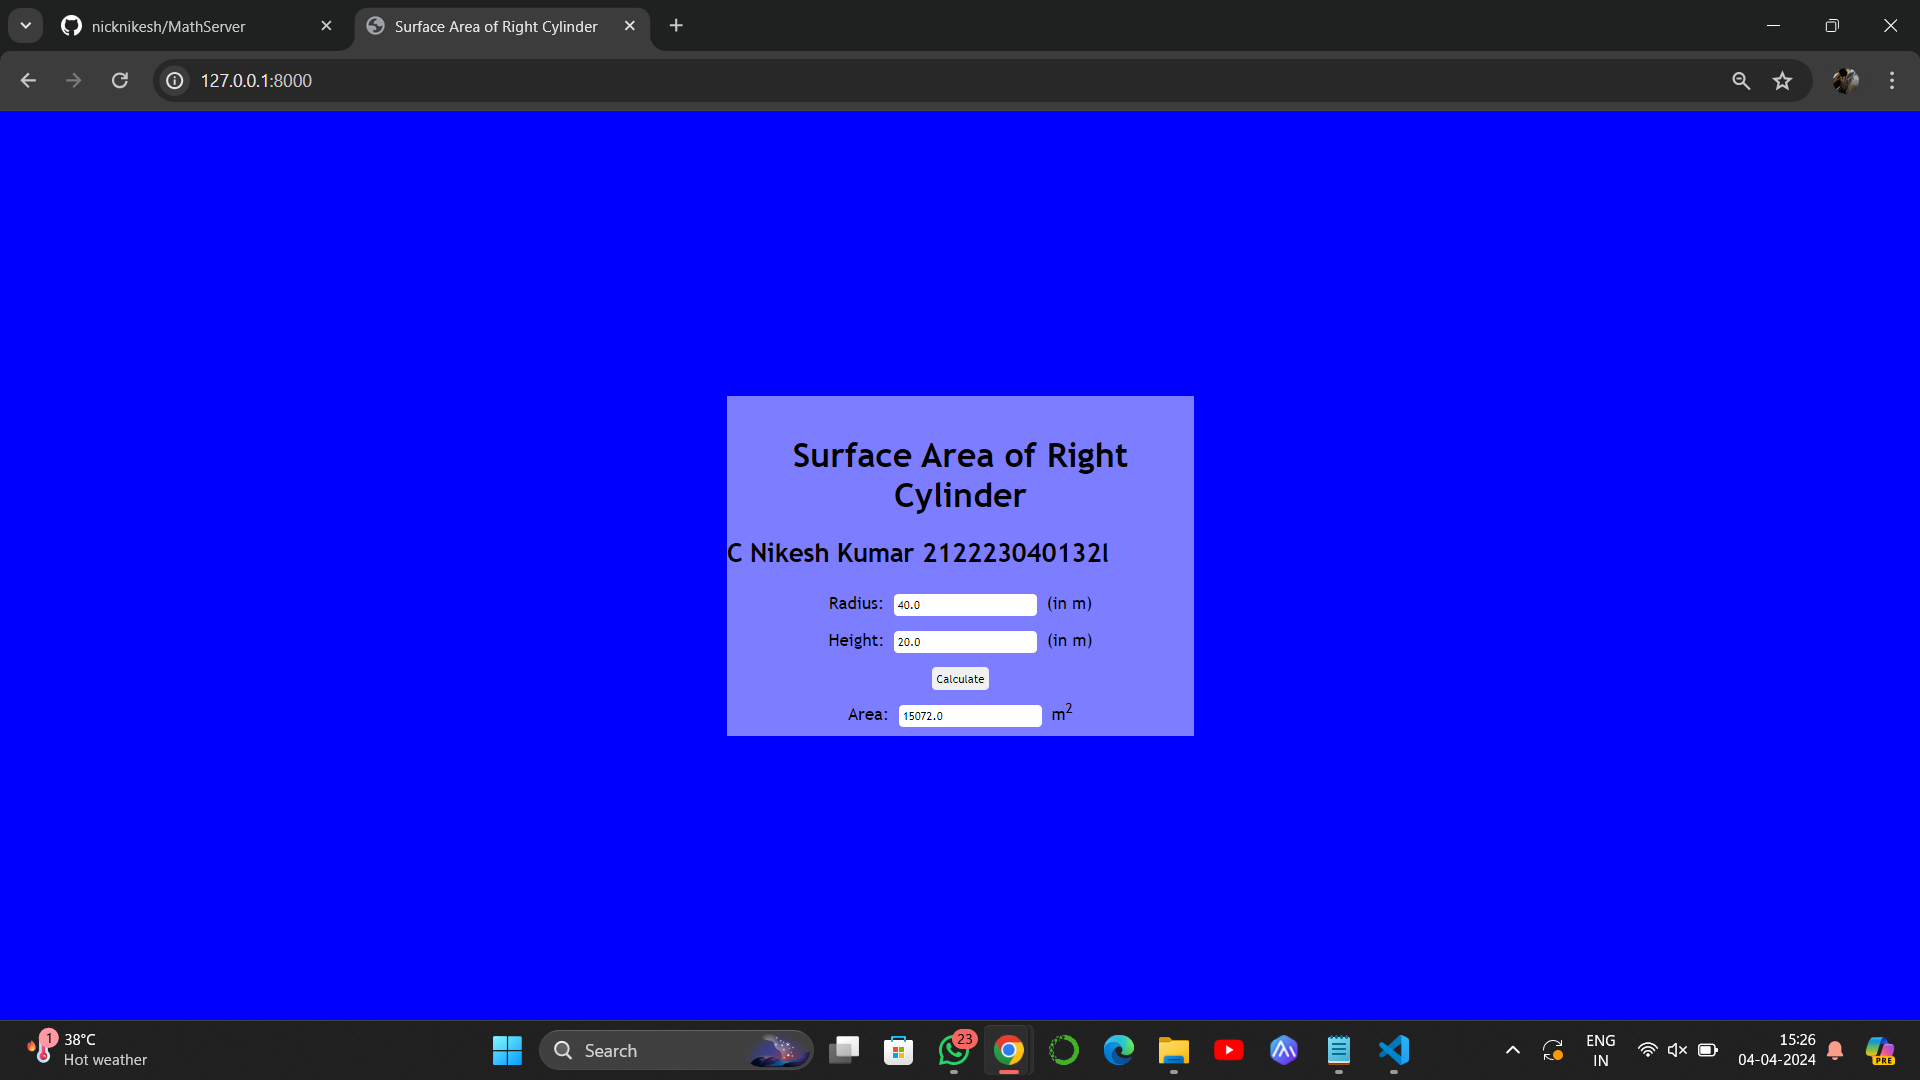 nicknikesh/MathServer
Surface Area of Right Cylinder
127.0.0.1:8000
Surface Area of Right
Cylinder
C Nikesh Kumar 212223040132l
Radius: 40.0 (in m)
Height: 20.0 (in m)
Calculate
Area: 15072.0 m2
1 38°C
Hot weather
Search
23
PRE
ENG
IN
15:26
04-04-2024